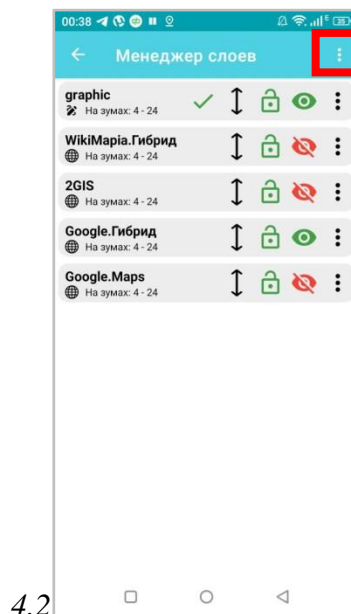 00:38 35
Менеджер слоев
graphic
На зумах: 4 - 24
WikiMapia.Гибрид
На зумах: 4 - 24
2GIS
На зумах: 4 - 24
Google.Гибрид
На зумах: 4 - 24
Google.Maps
На зумах: 4 - 24
4.2